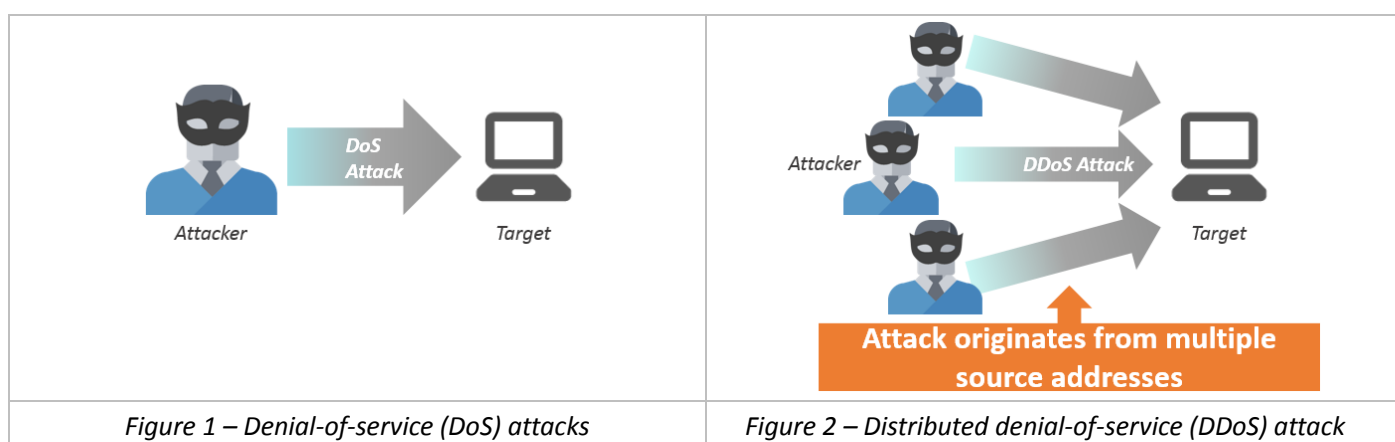 DoS
Attack
Attacker
Target
Figure 1 – Denial-of-service (DoS) attacks
Attacker
DDoS Attack
Target
Attack originates from multiple
source addresses
Figure 2 – Distributed denial-of-service (DDoS) attack